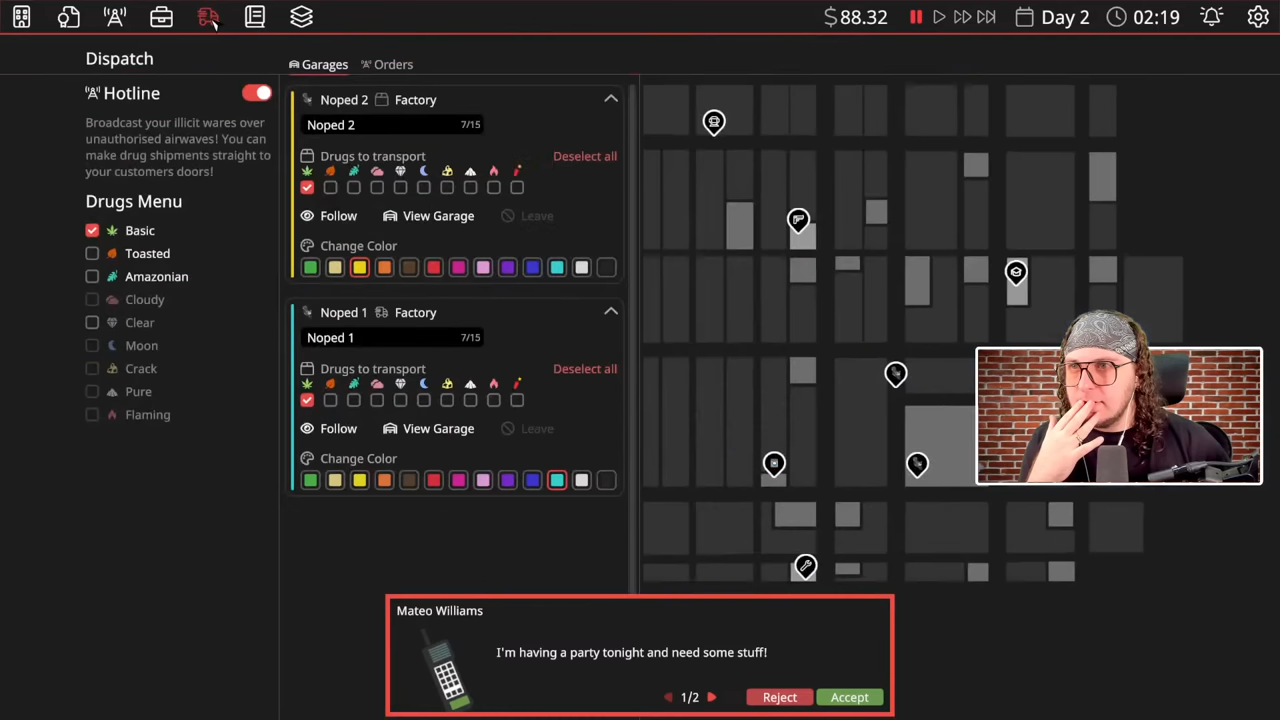 $88.32
Day 2
02:19
Dispatch
Garages
Orders
Hotline
Broadcast your illicit wares over
unauthorised airwaves! You can
make drug shipments straight to
your customers doors!
Drugs Menu
Basic
Toasted
Amazonian
Cloudy
Clear
Moon
Crack
Pure
Flaming
Noped 2 Factory
Noped 2 7/15
Drugs to transport Deselect all
Follow View Garage Leave
Change Color
Noped 1 Factory
Noped 1 7/15
Drugs to transport Deselect all
Follow View Garage Leave
Change Color
Mateo Williams
I'm having a party tonight and need some stuff!
1/2 Reject Accept